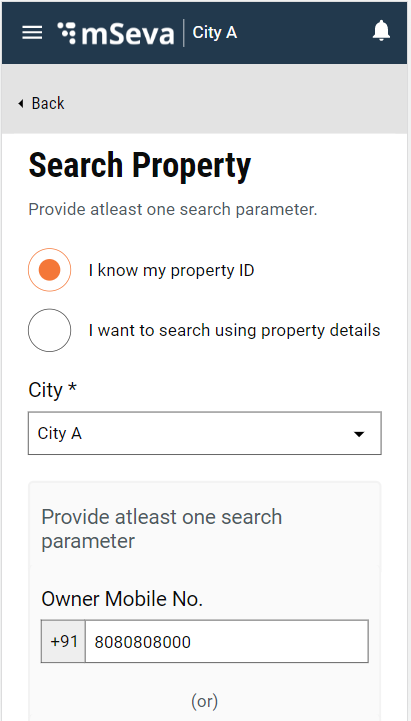 mSeva City A
Back
Search Property
Provide atleast one search parameter.
I know my property ID
I want to search using property details
City *
City A
Provide atleast one search
parameter
Owner Mobile No.
+91 8080808000
(or)